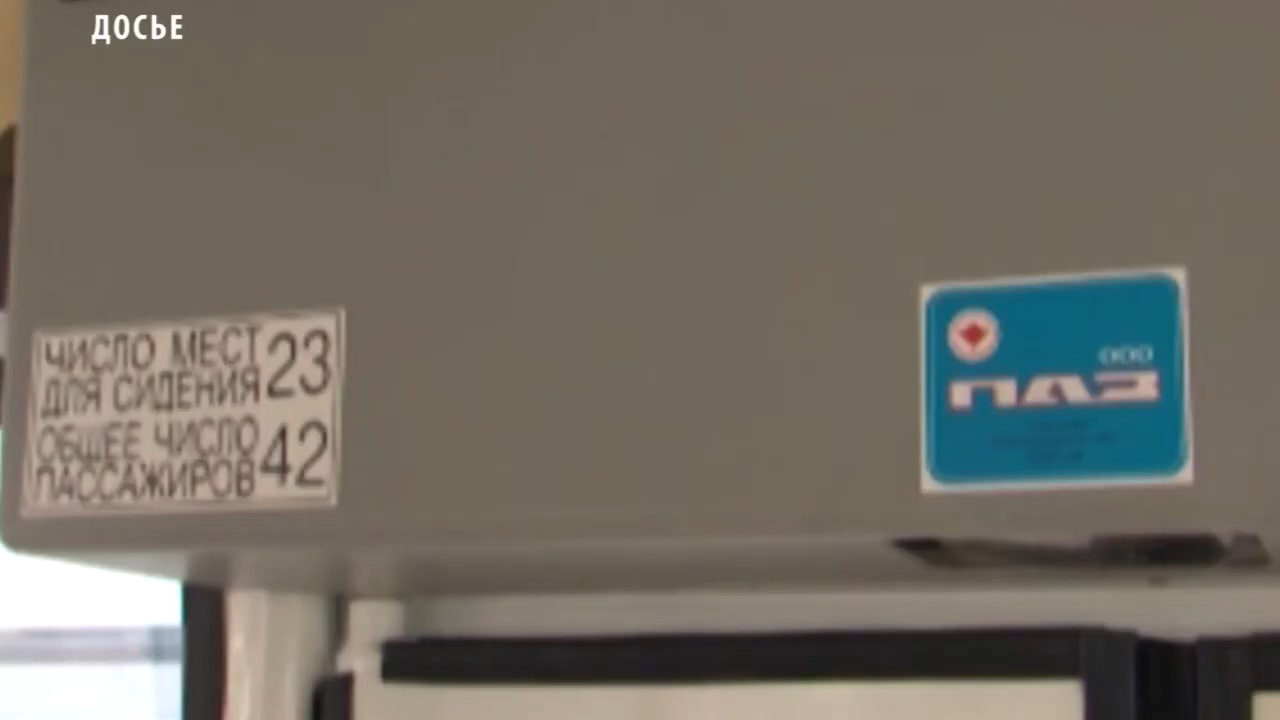 ДОСЬЕ
ЧИСЛО МЕСТ
ДЛЯ СИДЕНИЯ 23
ОБЩЕЕ ЧИСЛО
ПАССАЖИРОВ 42
ООО
ПАЗ